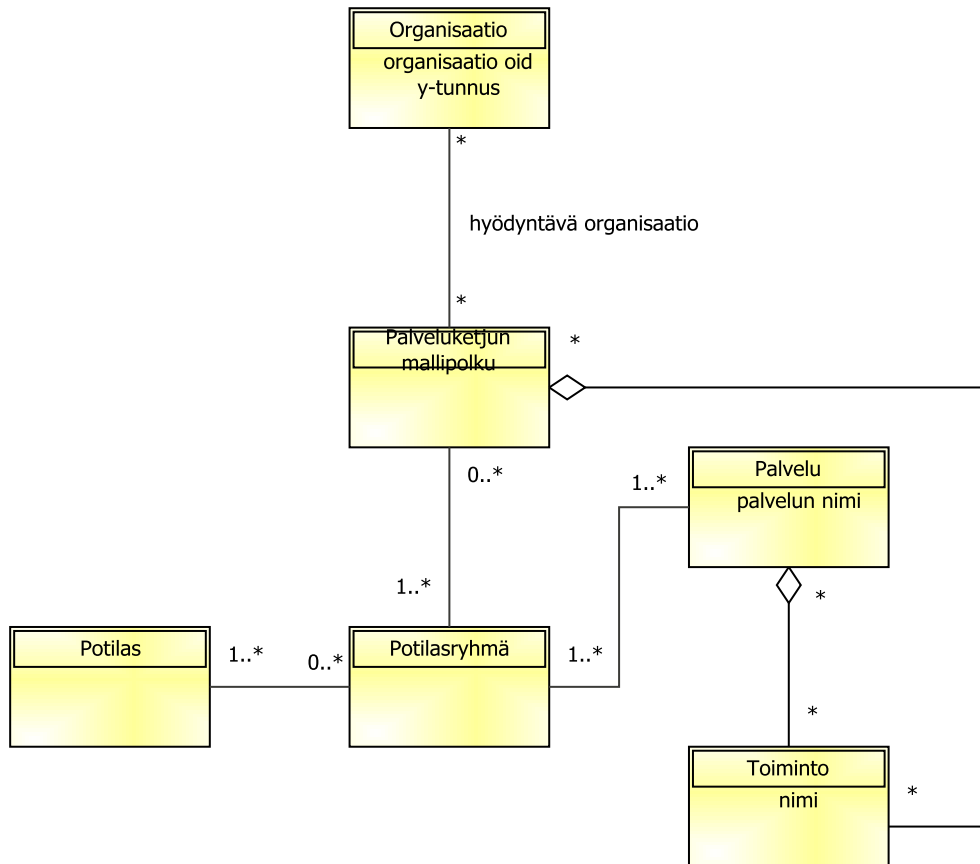 Organisaatio
organisaatio oid
y-tunnus
*
hyödyntävä organisaatio
*
Palveluketjun
mallipolku
*
0..*
1..*
Palvelu
palvelun nimi
*
1..*
Potilas
1..*
0..*
Potilasryhmä
1..*
*
Toiminto
nimi
*